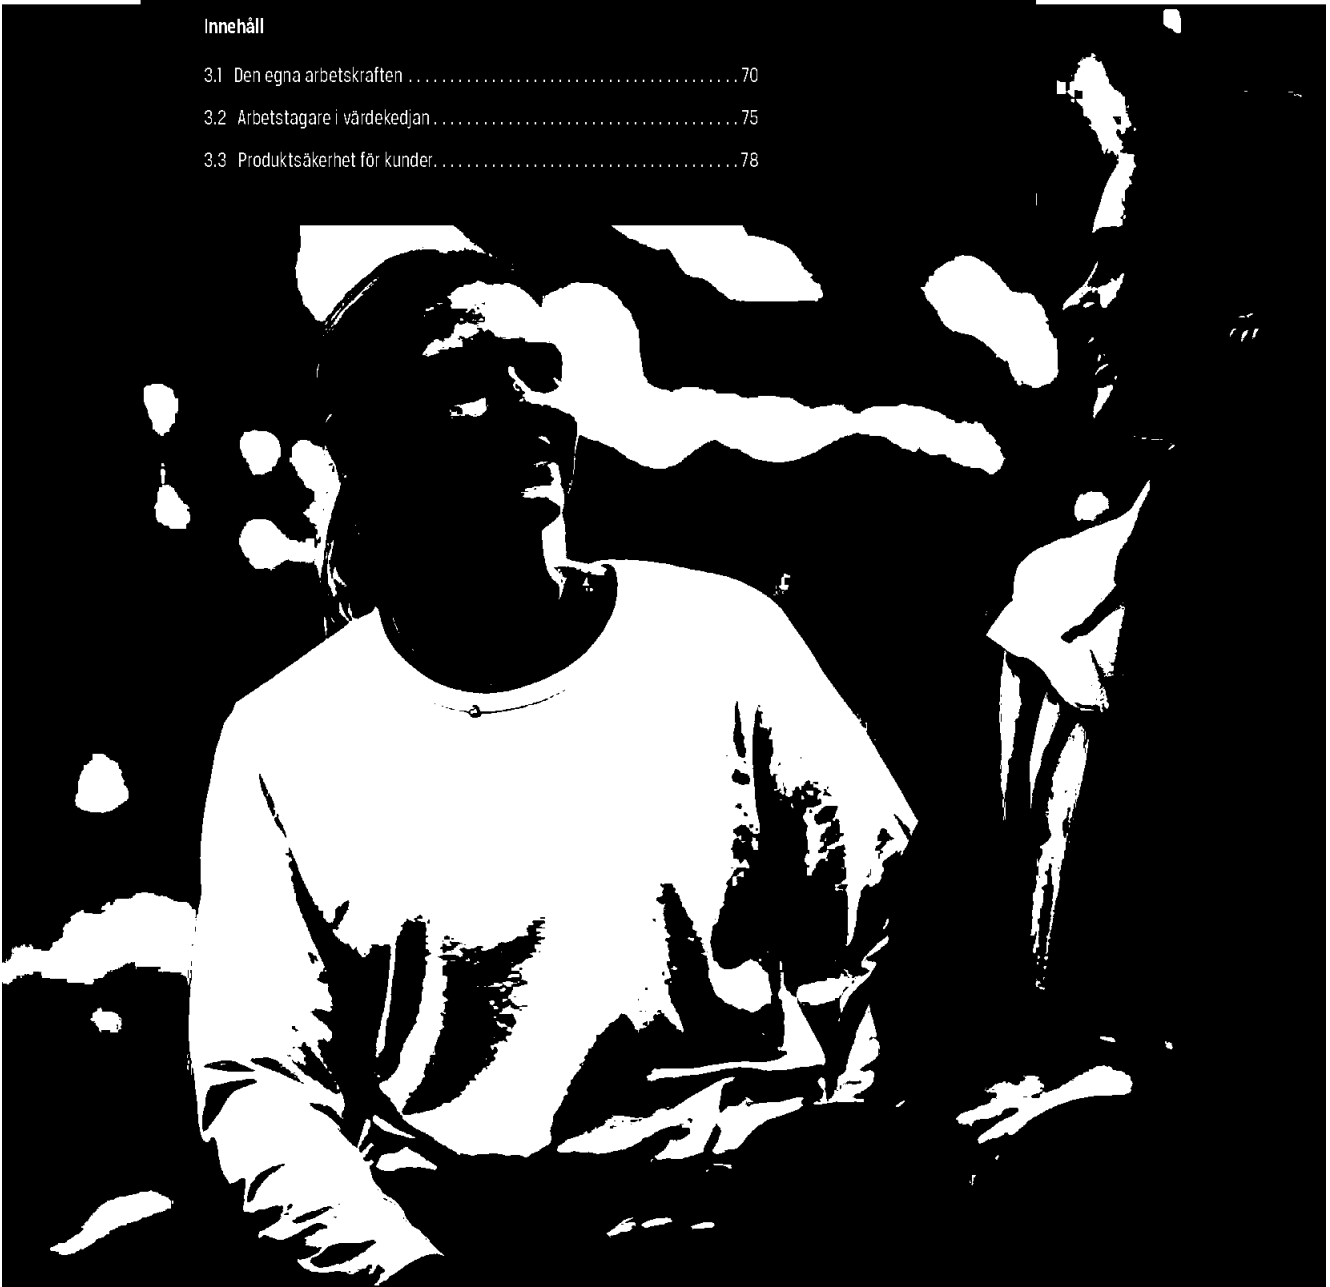 Innehåll
3.1 Den egna arbetskraften ........................................ 70
3.2 Arbetstagare i värdekedjan ..................................... 75
3.3 Produktsäkerhet för kunder ..................................... 78